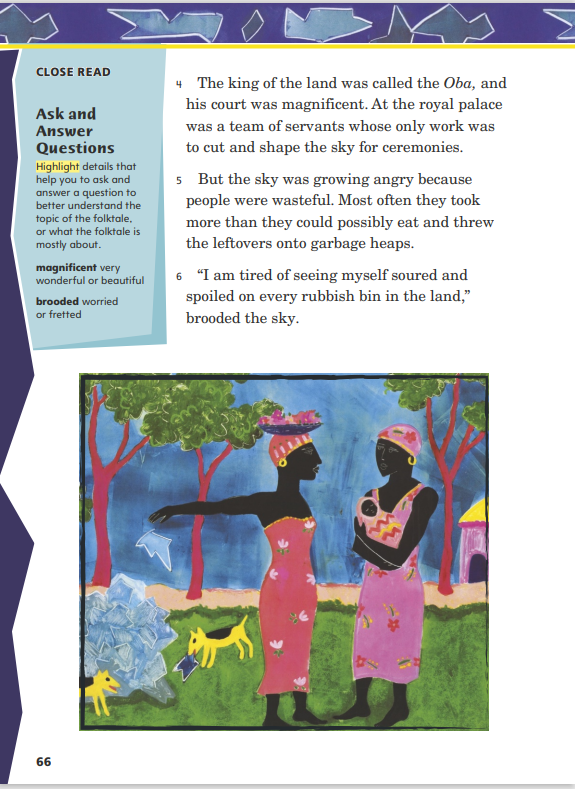 CLOSE READ
Ask and
Answer
Questions
Highlight details that
help you to ask and
answer a question to
better understand the
topic of the folktale,
or what the folktale is
mostly about.
magnificent very
wonderful or beautiful
brooded worried
or fretted
4 The king of the land was called the Oba, and
his court was magnificent. At the royal palace
was a team of servants whose only work was
to cut and shape the sky for ceremonies.
5 But the sky was growing angry because
people were wasteful. Most often they took
more than they could possibly eat and threw
the leftovers onto garbage heaps.
6 “I am tired of seeing myself soured and
spoiled on every rubbish bin in the land,”
brooded the sky.
66